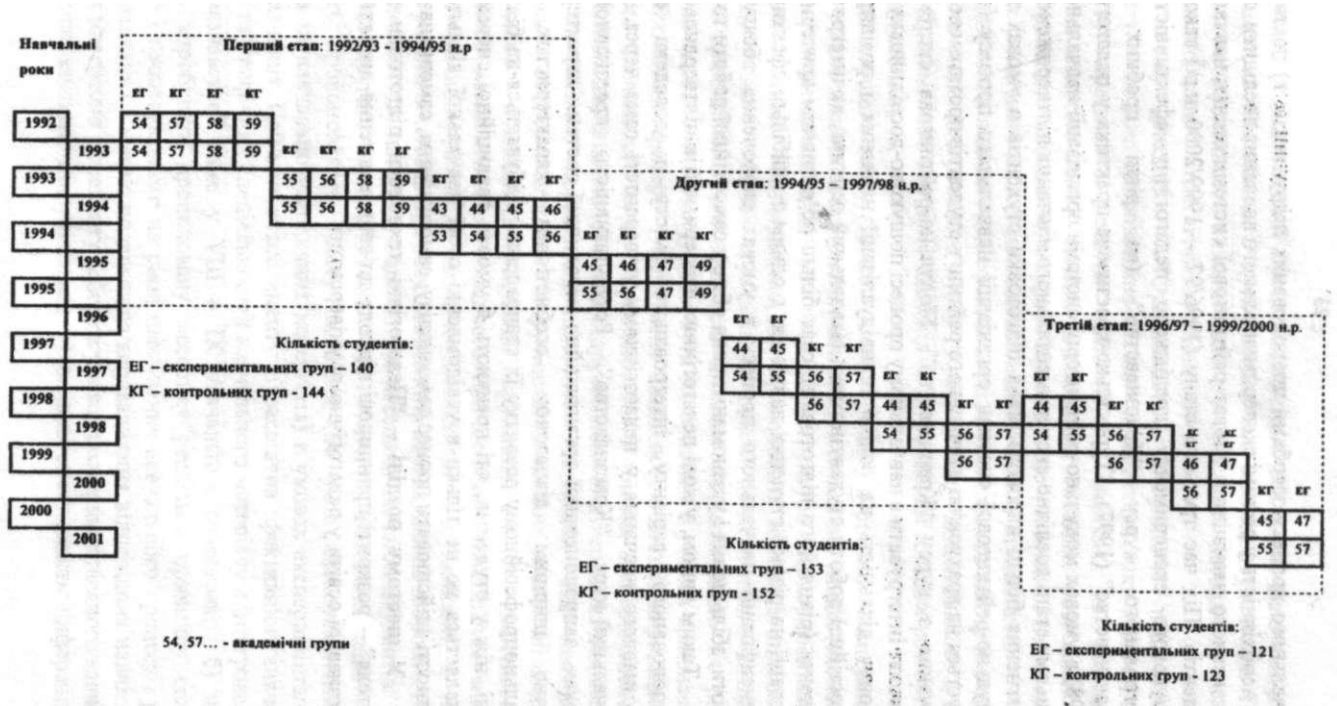 Навчальні
роки
Перший етап: 1992/93 - 1994/95 н.р
ЕГ КГ КГ КГ
1992 54 57 58 59
1993 54 57 58 59 ЕГ КГ КГ ЕГ
1993 55 56 58 59 КГ ЕГ ЕГ КГ
Другий етап: 1994/95 – 1997/98 н.р.
1994 55 56 58 59 43 44 45 46
1994 53 54 55 56 ЕГ ЕГ КГ КГ
1995 45 46 47 49
1995 55 56 47 49
1996 ЕГ ЕГ
Третій етап: 1996/97 – 1999/2000 н.р.
1997 44 45 КГ КГ
1997 54 55 56 57 ЕГ ЕГ ЕГ КГ
1998 56 57 44 45 КГ КГ 44 45 ЕГ КГ
1998 54 55 56 57 54 55 56 57
КГ ЕГ
1999 56 57 56 57 46 47
2000 56 57 КГ ЕГ
2000 45 47
2001 55 57
Кількість студентів:
ЕГ – експериментальних груп – 140
КГ – контрольних груп - 144
Кількість студентів:
ЕГ – експериментальних груп – 153
КГ – контрольних груп - 152
Кількість студентів:
ЕГ – експериментальних груп – 121
КГ – контрольних груп - 123
54, 57... - академічні групи